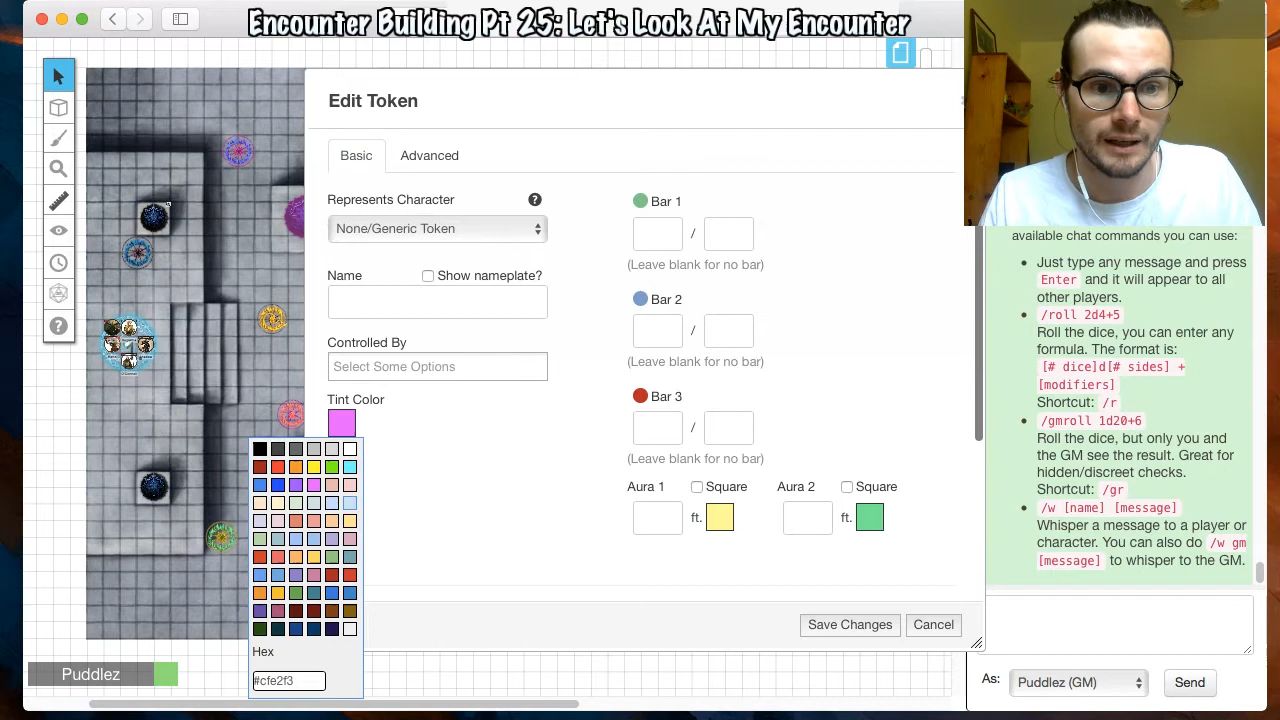 Encounter Building Pt 25: Let's Look At My Encounter
Edit Token
Basic
Advanced
Represents Character
?
None/Generic Token
Name
Show nameplate?
Controlled By
Select Some Options
Tint Color
Bar 1
/
(Leave blank for no bar)
Bar 2
/
(Leave blank for no bar)
Bar 3
/
(Leave blank for no bar)
Aura 1
Square
Aura 2
Square
ft.
ft.
Hex
#cfe2f3
Save Changes
Cancel
Puddlez
available chat commands you can use:
Just type any message and press
Enter and it will appear to all
other players.
/roll 2d4+5
Roll the dice, you can enter any
formula. The format is:
[# dice]d[# sides] +
[modifiers]
Shortcut: /r
/gmroll 1d20+6
Roll the dice, but only you and
the GM see the result. Great for
hidden/discreet checks.
Shortcut: /gr
/w [name] [message]
Whisper a message to a player or
character. You can also do /w gm
[message] to whisper to the GM.
As:
Puddlez (GM)
Send